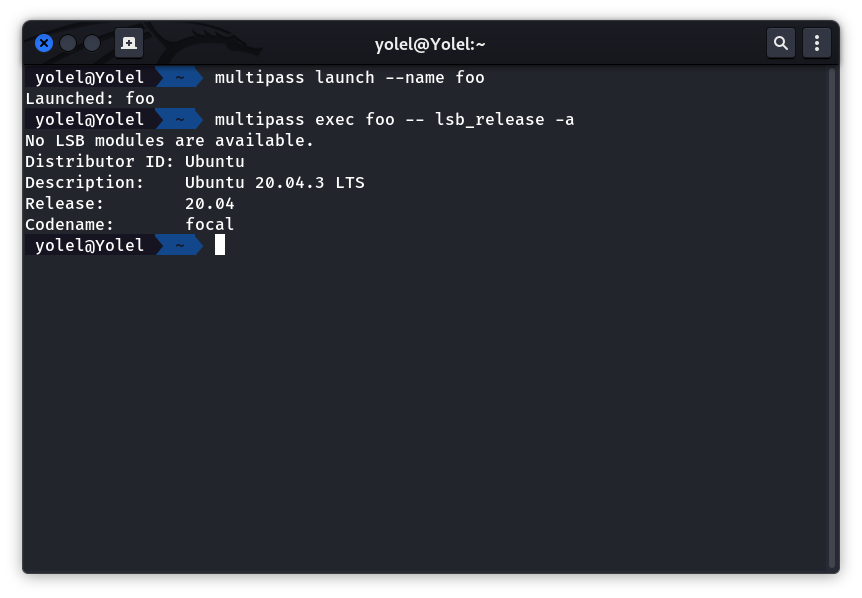 yolel@Yolel:~
yolel@Yolel ~ multipass launch --name foo
Launched: foo
yolel@Yolel ~ multipass exec foo -- lsb_release -a
No LSB modules are available.
Distributor ID: Ubuntu
Description:    Ubuntu 20.04.3 LTS
Release:        20.04
Codename:       focal
yolel@Yolel ~